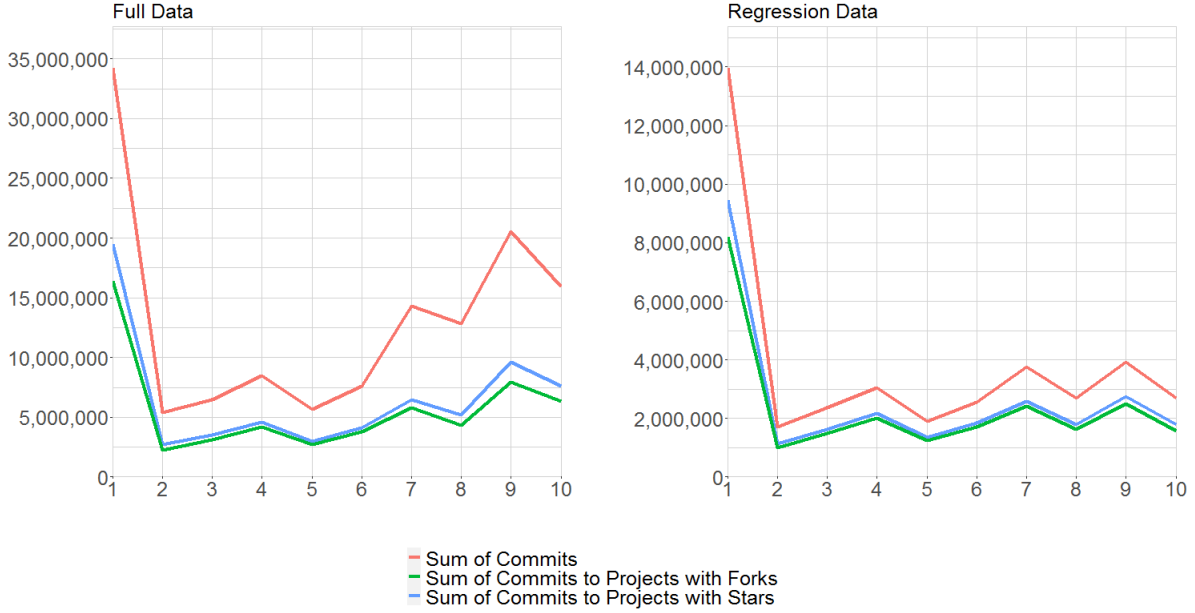 Full Data
35,000,000
30,000,000
25,000,000
20,000,000
15,000,000
10,000,000
5,000,000
0
1 2 3 4 5 6 7 8 9 10
Regression Data
14,000,000
12,000,000
10,000,000
8,000,000
6,000,000
4,000,000
2,000,000
0
1 2 3 4 5 6 7 8 9 10
Sum of Commits
Sum of Commits to Projects with Forks
Sum of Commits to Projects with Stars